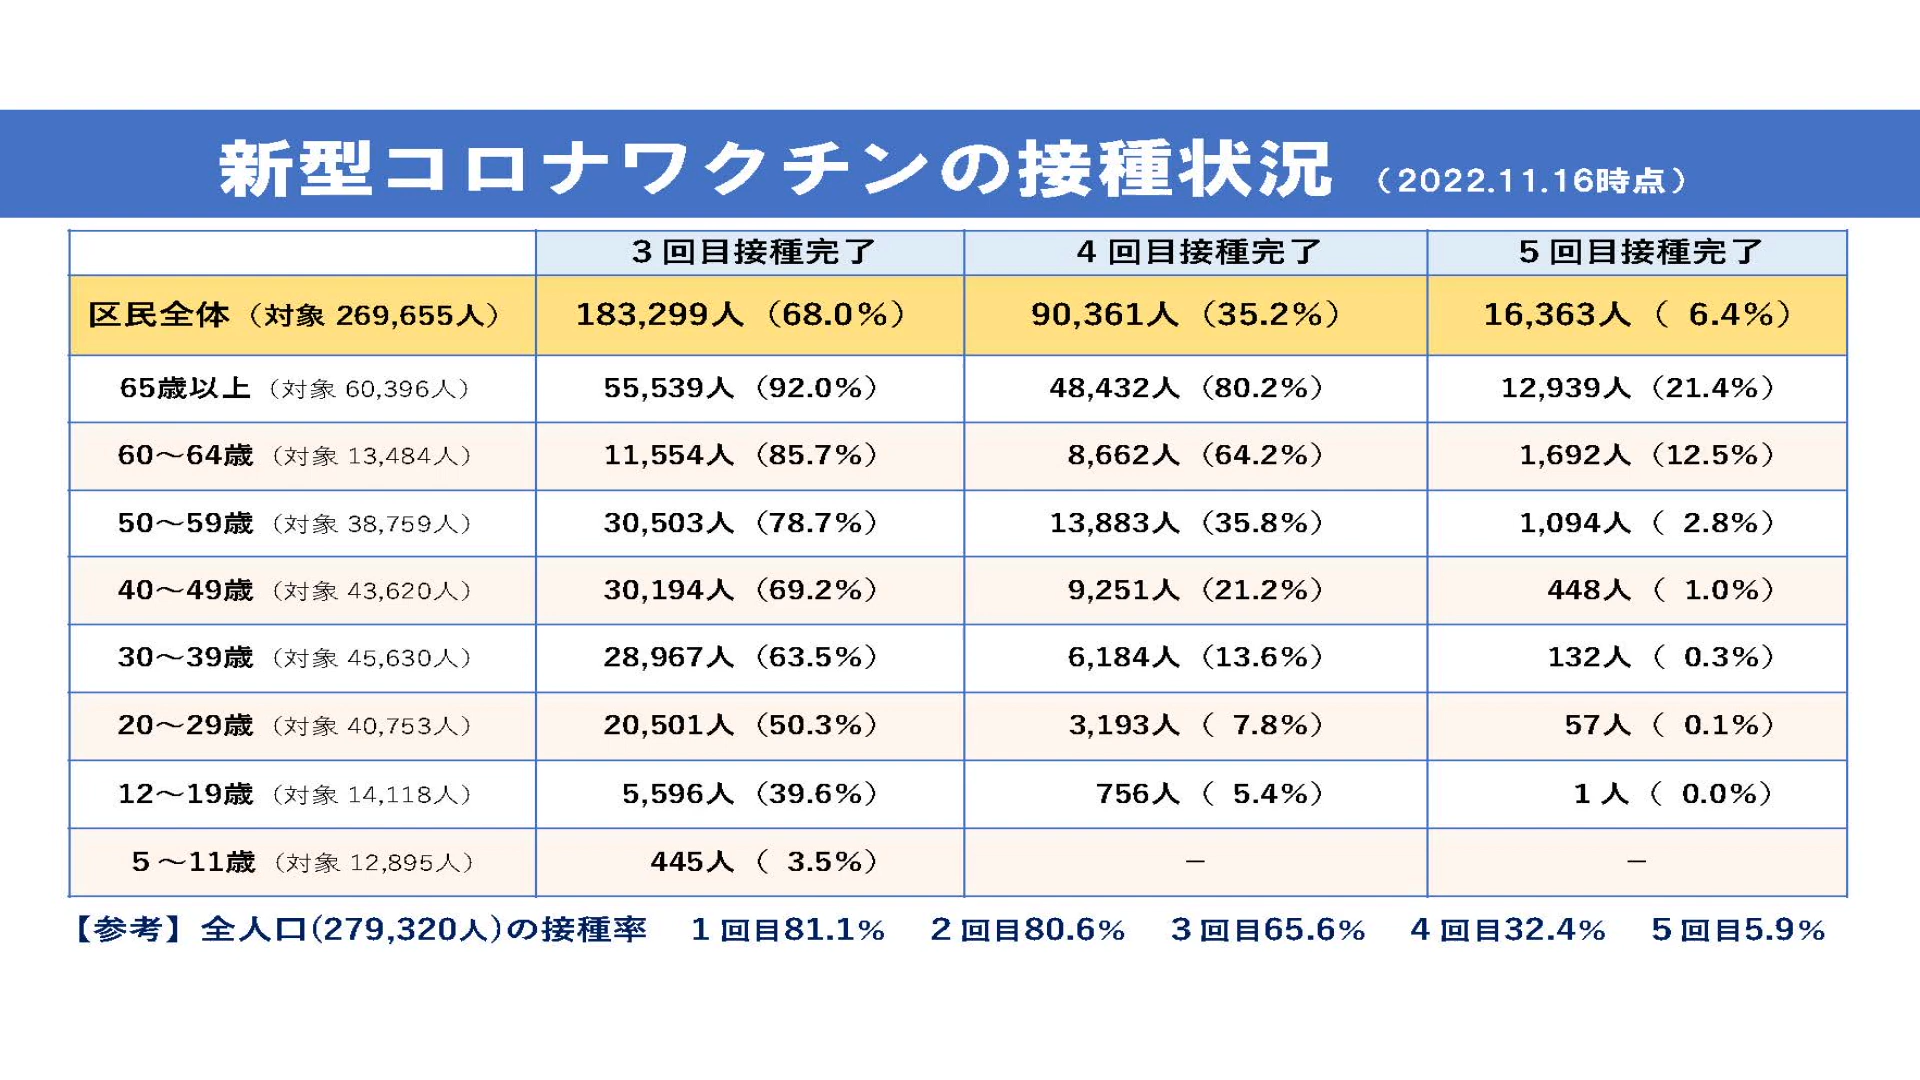 新型コロナワクチンの接種状況 （2022.11.16時点）
３回目接種完了 ４回目接種完了 ５回目接種完了
区民全体（対象 269,655人） 183,299人（68.0%） 90,361人（35.2%） 16,363人（ 6.4%）
65歳以上（対象 60,396人） 55,539人（92.0%） 48,432人（80.2%） 12,939人（21.4%）
60～64歳（対象 13,484人） 11,554人（85.7%） 8,662人（64.2%） 1,692人（12.5%）
50～59歳（対象 38,759人） 30,503人（78.7%） 13,883人（35.8%） 1,094人（ 2.8%）
40～49歳（対象 43,620人） 30,194人（69.2%） 9,251人（21.2%） 448人（ 1.0%）
30～39歳（対象 45,630人） 28,967人（63.5%） 6,184人（13.6%） 132人（ 0.3%）
20～29歳（対象 40,753人） 20,501人（50.3%） 3,193人（ 7.8%） 57人（ 0.1%）
12～19歳（対象 14,118人） 5,596人（39.6%） 756人（ 5.4%） 1人（ 0.0%）
5～11歳（対象 12,895人） 445人（ 3.5%） － －
【参考】全人口(279,320人)の接種率 １回目81.1% ２回目80.6% ３回目65.6% ４回目32.4% ５回目5.9%